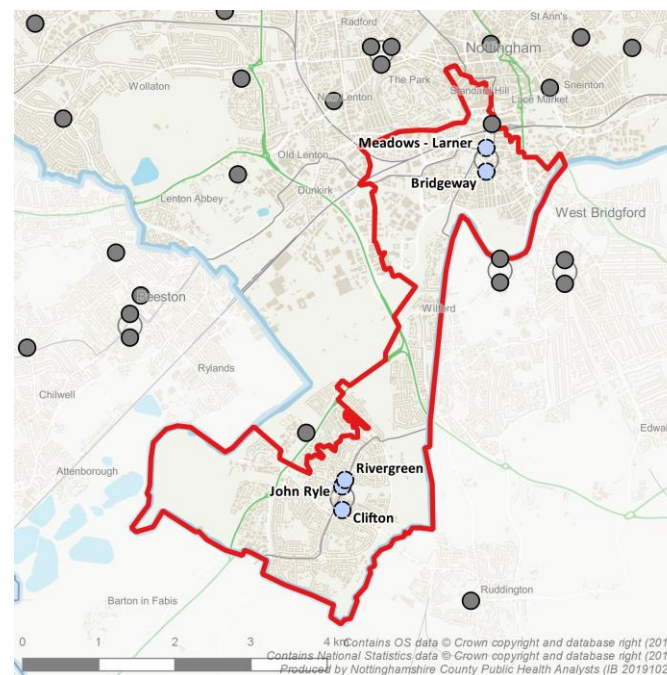 St Ann's
Radford
Nottingham
Wollaton
The Park
Sneinton
New Lenton
Standard Hill
Lace Market
Meadows - Larner
Old Lenton
Bridgeway
Dunkirk
Lenton Abbey
West Bridgford
Beeston
Wilford
Rylands
Chilwell
Edwa
Attenborough
Rivergreen
John Ryle
Clifton
Ruddington
Barton in Fabis
0 1 2 3 4 km
Contains OS data © Crown copyright and database right (201
Contains National Statistics data © Crown copyright and database right (201
Produced by Nottinghamshire County Public Health Analysts (IB 2019102